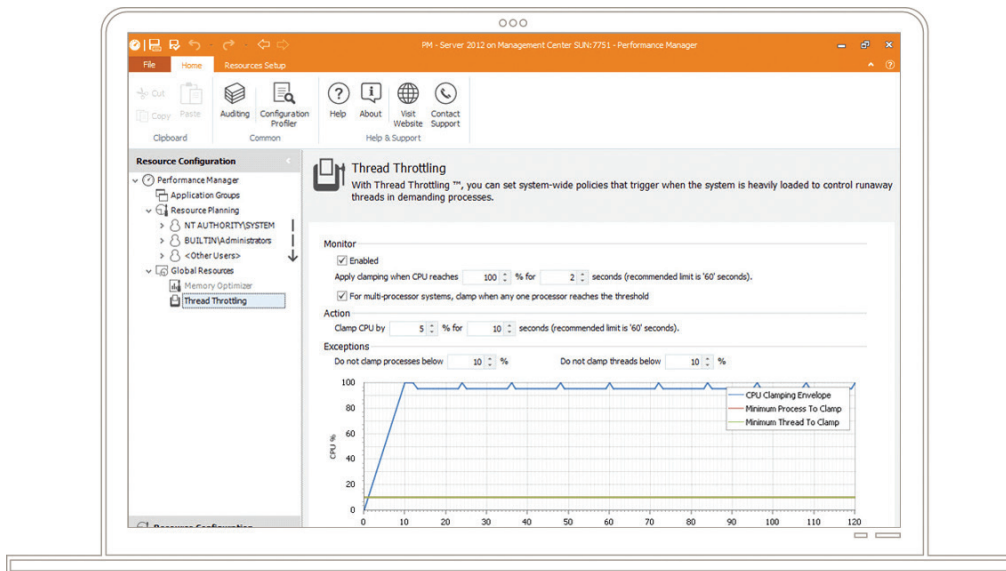 PM - Server 2012 on Management Center SUN:7751 - Performance Manager
File Home Resources Setup
Cut
Copy
Paste
Auditing
Configuration
Profiler
Help
About
Visit
Website
Contact
Support
Clipboard
Common
Help & Support
Resource Configuration
Performance Manager
Application Groups
Resource Planning
NT AUTHORITY\SYSTEM
BUILTIN\Administrators
<Other Users>
Global Resources
Memory Optimizer
Thread Throttling
Thread Throttling
With Thread Throttling ™, you can set system-wide policies that trigger when the system is heavily loaded to control runaway
threads in demanding processes.
Monitor
Enabled
Apply clamping when CPU reaches 100 % for 2 seconds (recommended limit is '60' seconds).
For multi-processor systems, clamp when any one processor reaches the threshold
Action
Clamp CPU by 5 % for 10 seconds (recommended limit is '60' seconds).
Exceptions
Do not clamp processes below 10 % Do not clamp threads below 10 %
CPU %
100
80
60
40
20
0
0 10 20 30 40 50 60 70 80 90 100 110 120
CPU Clamping Envelope
Minimum Process To Clamp
Minimum Thread To Clamp
Resource Configuration